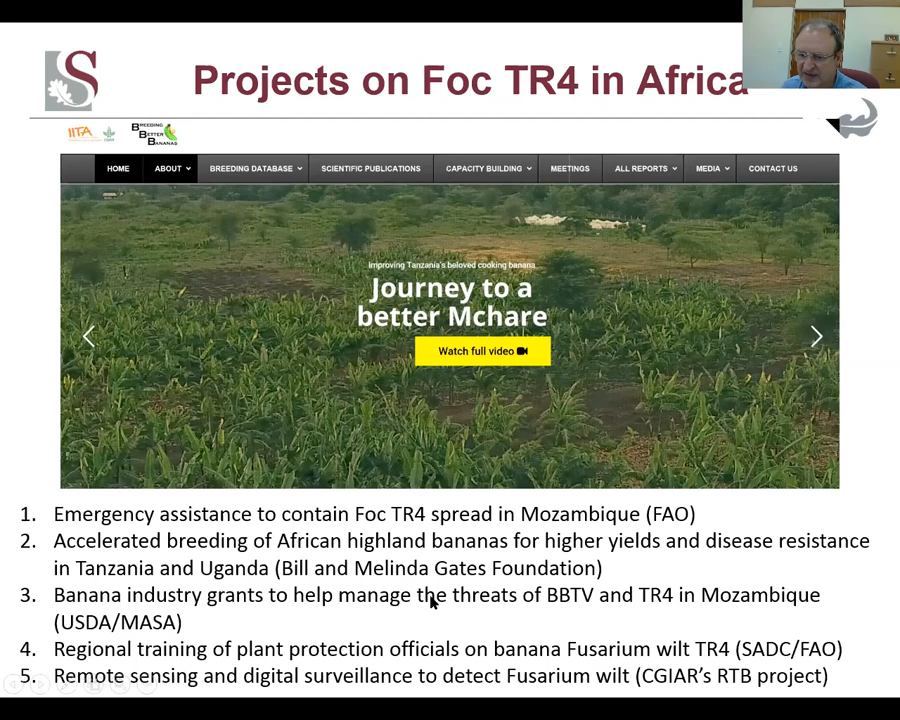 S
Projects on Foc TR4 in Africa
IITA
BREEDING
BETTER
BANANAS
HOME
ABOUT
BREEDING DATABASE
SCIENTIFIC PUBLICATIONS
CAPACITY BUILDING
MEETINGS
ALL REPORTS
MEDIA
CONTACT US
Improving Tanzania's beloved cooking banana
Journey to a
better Mchare
Watch full video
1. Emergency assistance to contain Foc TR4 spread in Mozambique (FAO)
2. Accelerated breeding of African highland bananas for higher yields and disease resistance
in Tanzania and Uganda (Bill and Melinda Gates Foundation)
3. Banana industry grants to help manage the threats of BBTV and TR4 in Mozambique
(USDA/MASA)
4. Regional training of plant protection officials on banana Fusarium wilt TR4 (SADC/FAO)
5. Remote sensing and digital surveillance to detect Fusarium wilt (CGIAR's RTB project)